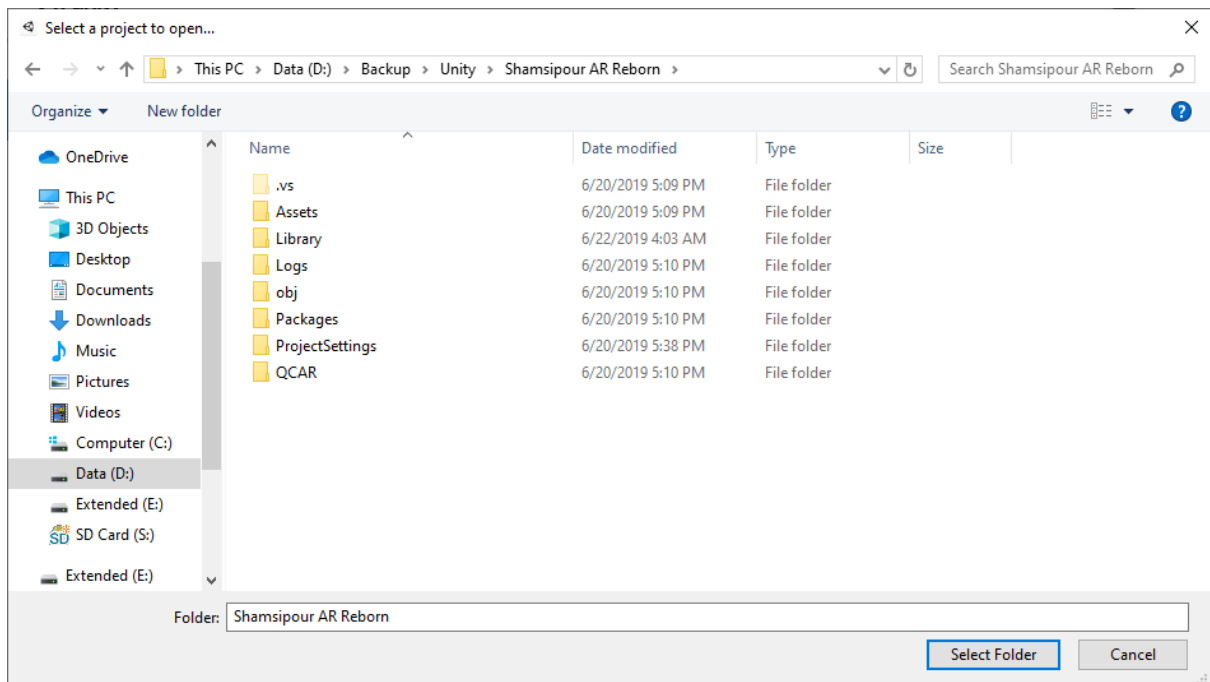 Select a project to open...
This PC > Data (D:) > Backup > Unity > Shamsipour AR Reborn >
Search Shamsipour AR Reborn
Organize
New folder
OneDrive
This PC
3D Objects
Desktop
Documents
Downloads
Music
Pictures
Videos
Computer (C:)
Data (D:)
Extended (E:)
SD Card (S:)
Extended (E:)
Name Date modified Type Size
.vs 6/20/2019 5:09 PM File folder
Assets 6/20/2019 5:09 PM File folder
Library 6/22/2019 4:03 AM File folder
Logs 6/20/2019 5:10 PM File folder
obj 6/20/2019 5:10 PM File folder
Packages 6/20/2019 5:10 PM File folder
ProjectSettings 6/20/2019 5:38 PM File folder
QCAR 6/20/2019 5:10 PM File folder
Folder: Shamsipour AR Reborn
Select Folder
Cancel